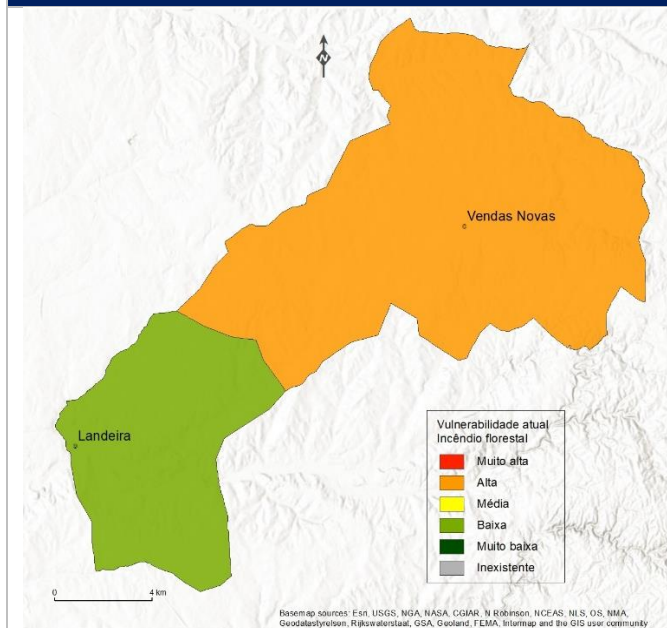 N
Vendas Novas
Landeira
Vulnerabilidade atual
Incêndio florestal
Muito alta
Alta
Média
Baixa
Muito baixa
Inexistente
0 4 km
Basemap sources: Esri, USGS, NGA, NASA, CGIAR, N Robinson, NCEAS, NLS, OS, NMA,
Geodatastyrelsen, Rijkswaterstaat, GSA, Geoland, FEMA, Intermap and the GIS user community